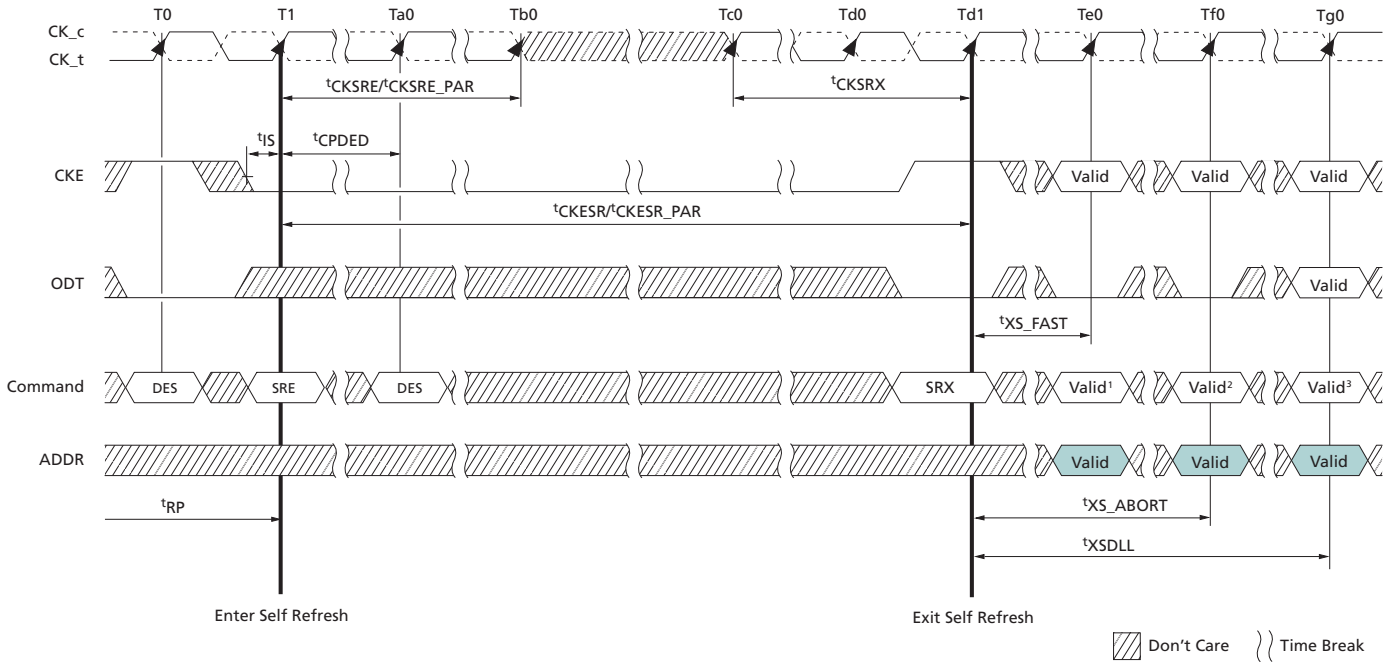 T0 T1 Ta0 Tb0 Tc0 Td0 Td1 Te0 Tf0 Tg0
CK_c
CK_t
tCKSRE/tCKSRE_PAR tCKSRX
tIS tCPDED
CKE Valid Valid Valid
tCKESR/tCKESR_PAR
ODT Valid
tXS_FAST
Command DES SRE DES SRX Valid1 Valid2 Valid3
ADDR Valid Valid Valid
tRP tXS_ABORT
tXSDLL
Enter Self Refresh Exit Self Refresh
Don't Care Time Break